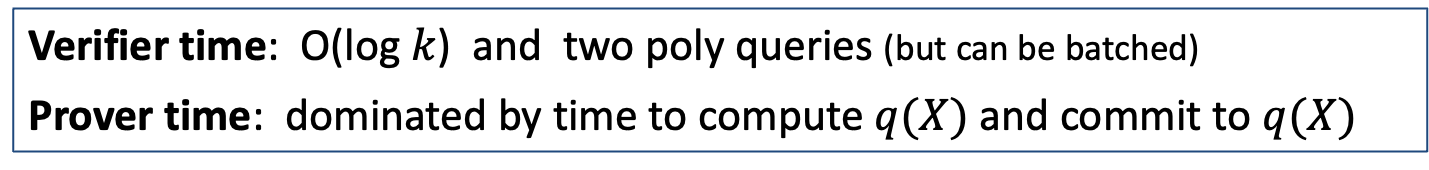 Verifier time: O(log k) and two poly queries (but can be batched)
Prover time: dominated by time to compute q(X) and commit to q(X)